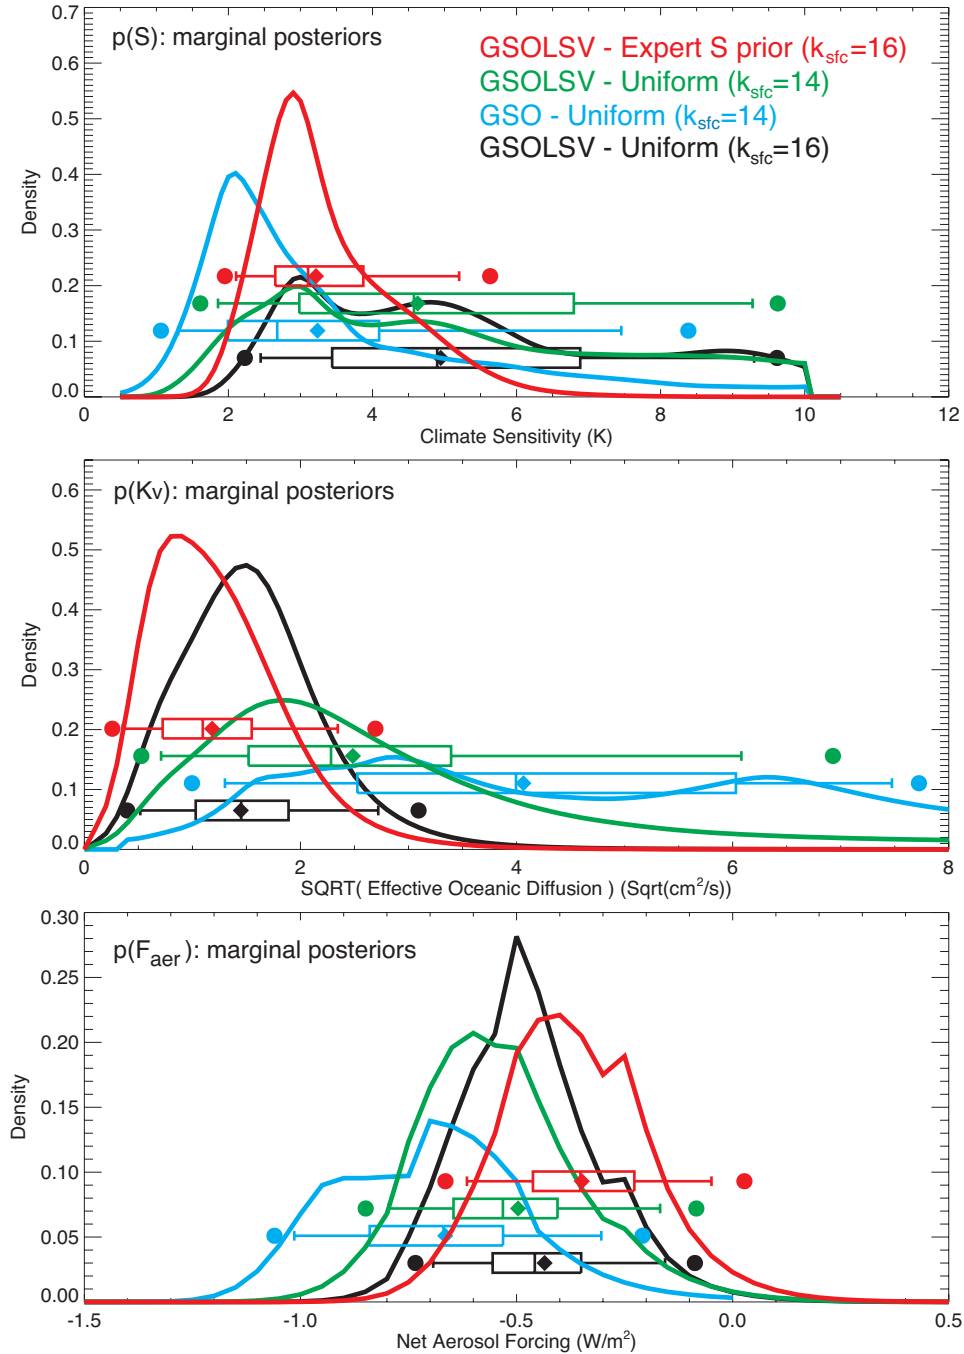 0.7
p(S): marginal posteriors
GSOLSV - Expert S prior (ksfc=16)
GSOLSV - Uniform (ksfc=14)
GSO - Uniform (ksfc=14)
GSOLSV - Uniform (ksfc=16)
0.6
0.5
0.4
0.3
0.2
0.1
0.0
Density
0 2 4 6 8 10 12
Climate Sensitivity (K)
p(Kv): marginal posteriors
0.6
0.5
0.4
0.3
0.2
0.1
0.0
Density
0 2 4 6 8
SQRT( Effective Oceanic Diffusion ) (Sqrt(cm²/s))
0.30
p(Faer): marginal posteriors
0.25
0.20
0.15
0.10
0.05
0.00
Density
-1.5 -1.0 -0.5 0.0 0.5
Net Aerosol Forcing (W/m²)